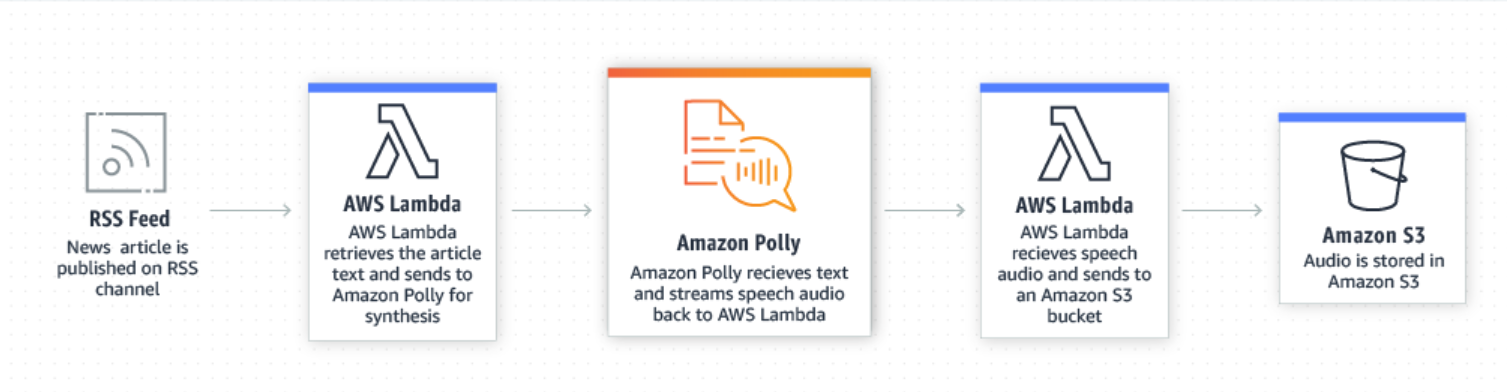 RSS Feed
News article is
published on RSS
channel
AWS Lambda
AWS Lambda
retrieves the article
text and sends to
Amazon Polly for
synthesis
Amazon Polly
Amazon Polly recieves text
and streams speech audio
back to AWS Lambda
AWS Lambda
AWS Lambda
recieves speech
audio and sends to
an Amazon S3
bucket
Amazon S3
Audio is stored in
Amazon S3